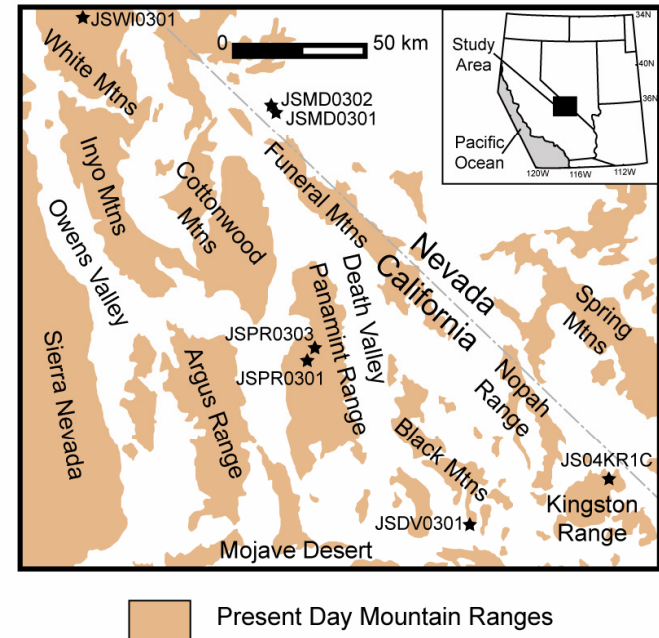 JSWI0301
0
50 km
White Mtns
JSMD0302
JSMD0301
Study
Area
Pacific
Ocean
34N
40N
36N
120W
116W
112W
Inyo Mtns
Cottonwood
Mtns
Funeral Mtns
Owens Valley
Nevada
California
Death Valley
Panamint Range
Spring
Mtns
JSPR0303
JSPR0301
Sierra Nevada
Argus Range
Nopah
Range
Black Mtns
JS04KR1C
Kingston
Range
JSDV0301
Mojave Desert
Present Day Mountain Ranges